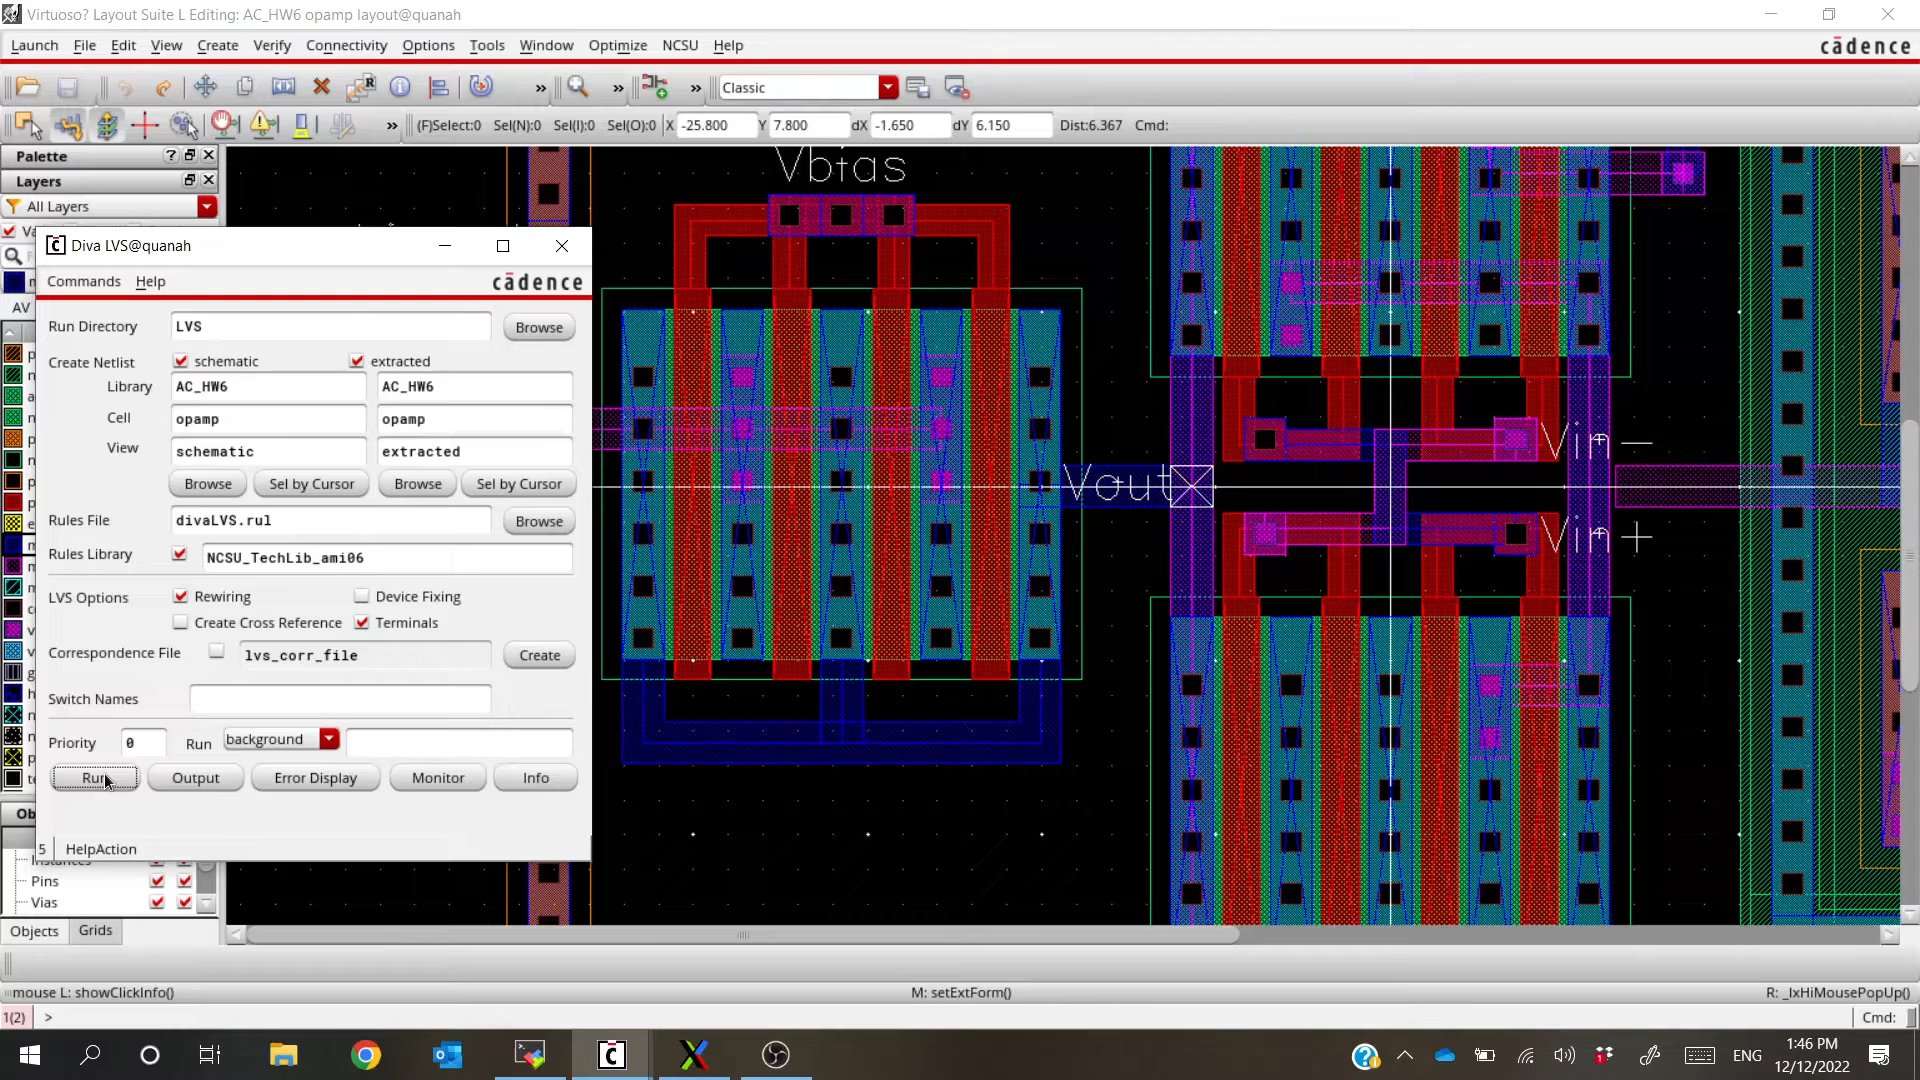 Virtuoso? Layout Suite L Editing: AC_HW6 opamp layout@quanah
Launch File Edit View Create Verify Connectivity Options Tools Window Optimize NCSU Help
cādence
Classic
(F)Select:0 Sel(N):0 Sel(I):0 Sel(O):0 X -25.800 Y 7.800 dX -1.650 dY 6.150 Dist:6.367 Cmd:
Palette
Layers
All Layers
AV
Diva LVS@quanah
Commands Help
cādence
Run Directory LVS Browse
Create Netlist schematic extracted
Library AC_HW6 AC_HW6
Cell opamp opamp
View schematic extracted
Browse Sel by Cursor Browse Sel by Cursor
Rules File divaLVS.rul Browse
Rules Library NCSU_TechLib_ami06
LVS Options Rewiring Device Fixing
Create Cross Reference Terminals
Correspondence File lvs_corr_file Create
Switch Names
Priority 0 Run background
Run Output Error Display Monitor Info
5 HelpAction
Vbias
Vout
Vin-
Vin+
Instances
Pins
Vias
Objects Grids
mouse L: showClickInfo() M: setExtForm() R: _lxHiMousePopUp()
1(2) > Cmd:
ENG
1:46 PM
12/12/2022